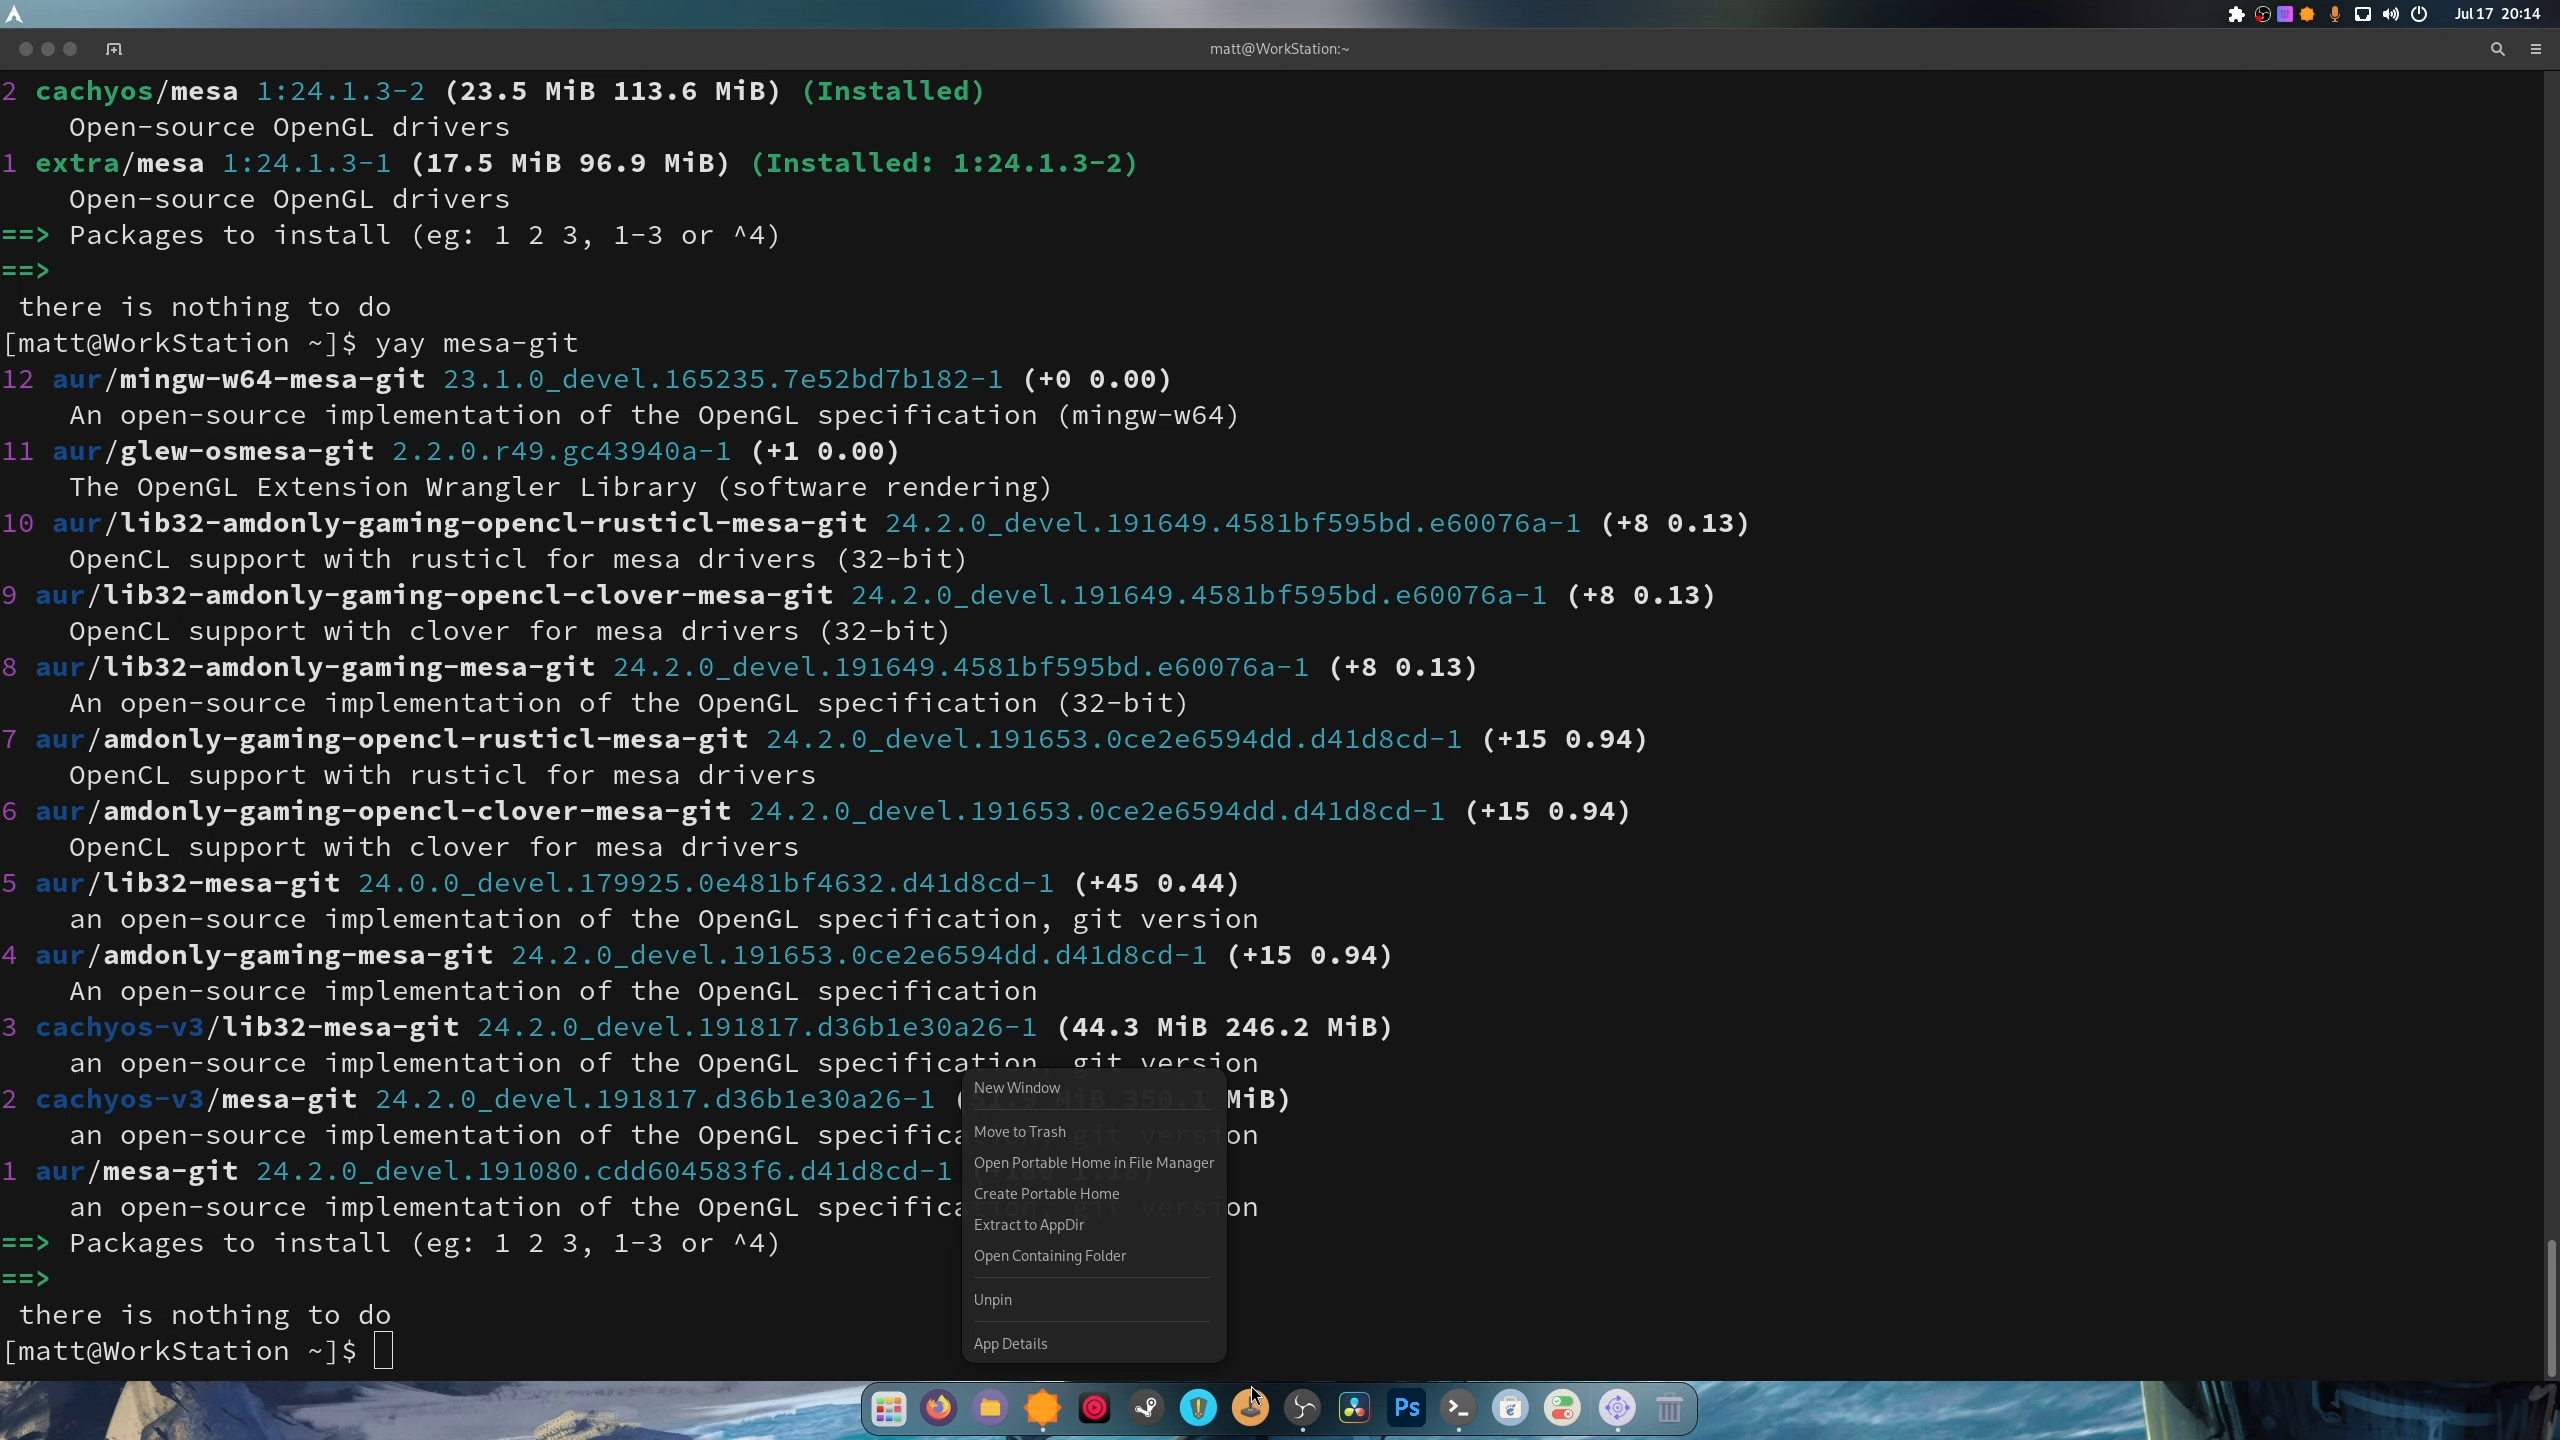 Jul 17 20:14
matt@WorkStation:~
2 cachyos/mesa 1:24.1.3-2 (23.5 MiB 113.6 MiB) (Installed)
Open-source OpenGL drivers
1 extra/mesa 1:24.1.3-1 (17.5 MiB 96.9 MiB) (Installed: 1:24.1.3-2)
Open-source OpenGL drivers
==> Packages to install (eg: 1 2 3, 1-3 or ^4)
==>
there is nothing to do
[matt@WorkStation ~]$ yay mesa-git
12 aur/mingw-w64-mesa-git 23.1.0_devel.165235.7e52bd7b182-1 (+0 0.00)
An open-source implementation of the OpenGL specification (mingw-w64)
11 aur/glew-osmesa-git 2.2.0.r49.gc43940a-1 (+1 0.00)
The OpenGL Extension Wrangler Library (software rendering)
10 aur/lib32-amdonly-gaming-opencl-rusticl-mesa-git 24.2.0_devel.191649.4581bf595bd.e60076a-1 (+8 0.13)
OpenCL support with rusticl for mesa drivers (32-bit)
9 aur/lib32-amdonly-gaming-opencl-clover-mesa-git 24.2.0_devel.191649.4581bf595bd.e60076a-1 (+8 0.13)
OpenCL support with clover for mesa drivers (32-bit)
8 aur/lib32-amdonly-gaming-mesa-git 24.2.0_devel.191649.4581bf595bd.e60076a-1 (+8 0.13)
An open-source implementation of the OpenGL specification (32-bit)
7 aur/amdonly-gaming-opencl-rusticl-mesa-git 24.2.0_devel.191653.0ce2e6594dd.d41d8cd-1 (+15 0.94)
OpenCL support with rusticl for mesa drivers
6 aur/amdonly-gaming-opencl-clover-mesa-git 24.2.0_devel.191653.0ce2e6594dd.d41d8cd-1 (+15 0.94)
OpenCL support with clover for mesa drivers
5 aur/lib32-mesa-git 24.0.0_devel.179925.0e481bf4632.d41d8cd-1 (+45 0.44)
an open-source implementation of the OpenGL specification, git version
4 aur/amdonly-gaming-mesa-git 24.2.0_devel.191653.0ce2e6594dd.d41d8cd-1 (+15 0.94)
An open-source implementation of the OpenGL specification
3 cachyos-v3/lib32-mesa-git 24.2.0_devel.191817.d36b1e30a26-1 (44.3 MiB 246.2 MiB)
an open-source implementation of the OpenGL specification, git version
2 cachyos-v3/mesa-git 24.2.0_devel.191817.d36b1e30a26-1 (51.9 MiB 350.1 MiB)
an open-source implementation of the OpenGL specification, git version
1 aur/mesa-git 24.2.0_devel.191080.cdd604583f6.d41d8cd-1
an open-source implementation of the OpenGL specification, git version
==> Packages to install (eg: 1 2 3, 1-3 or ^4)
==>
there is nothing to do
[matt@WorkStation ~]$
New Window
Move to Trash
Open Portable Home in File Manager
Create Portable Home
Extract to AppDir
Open Containing Folder
Unpin
App Details
Ps